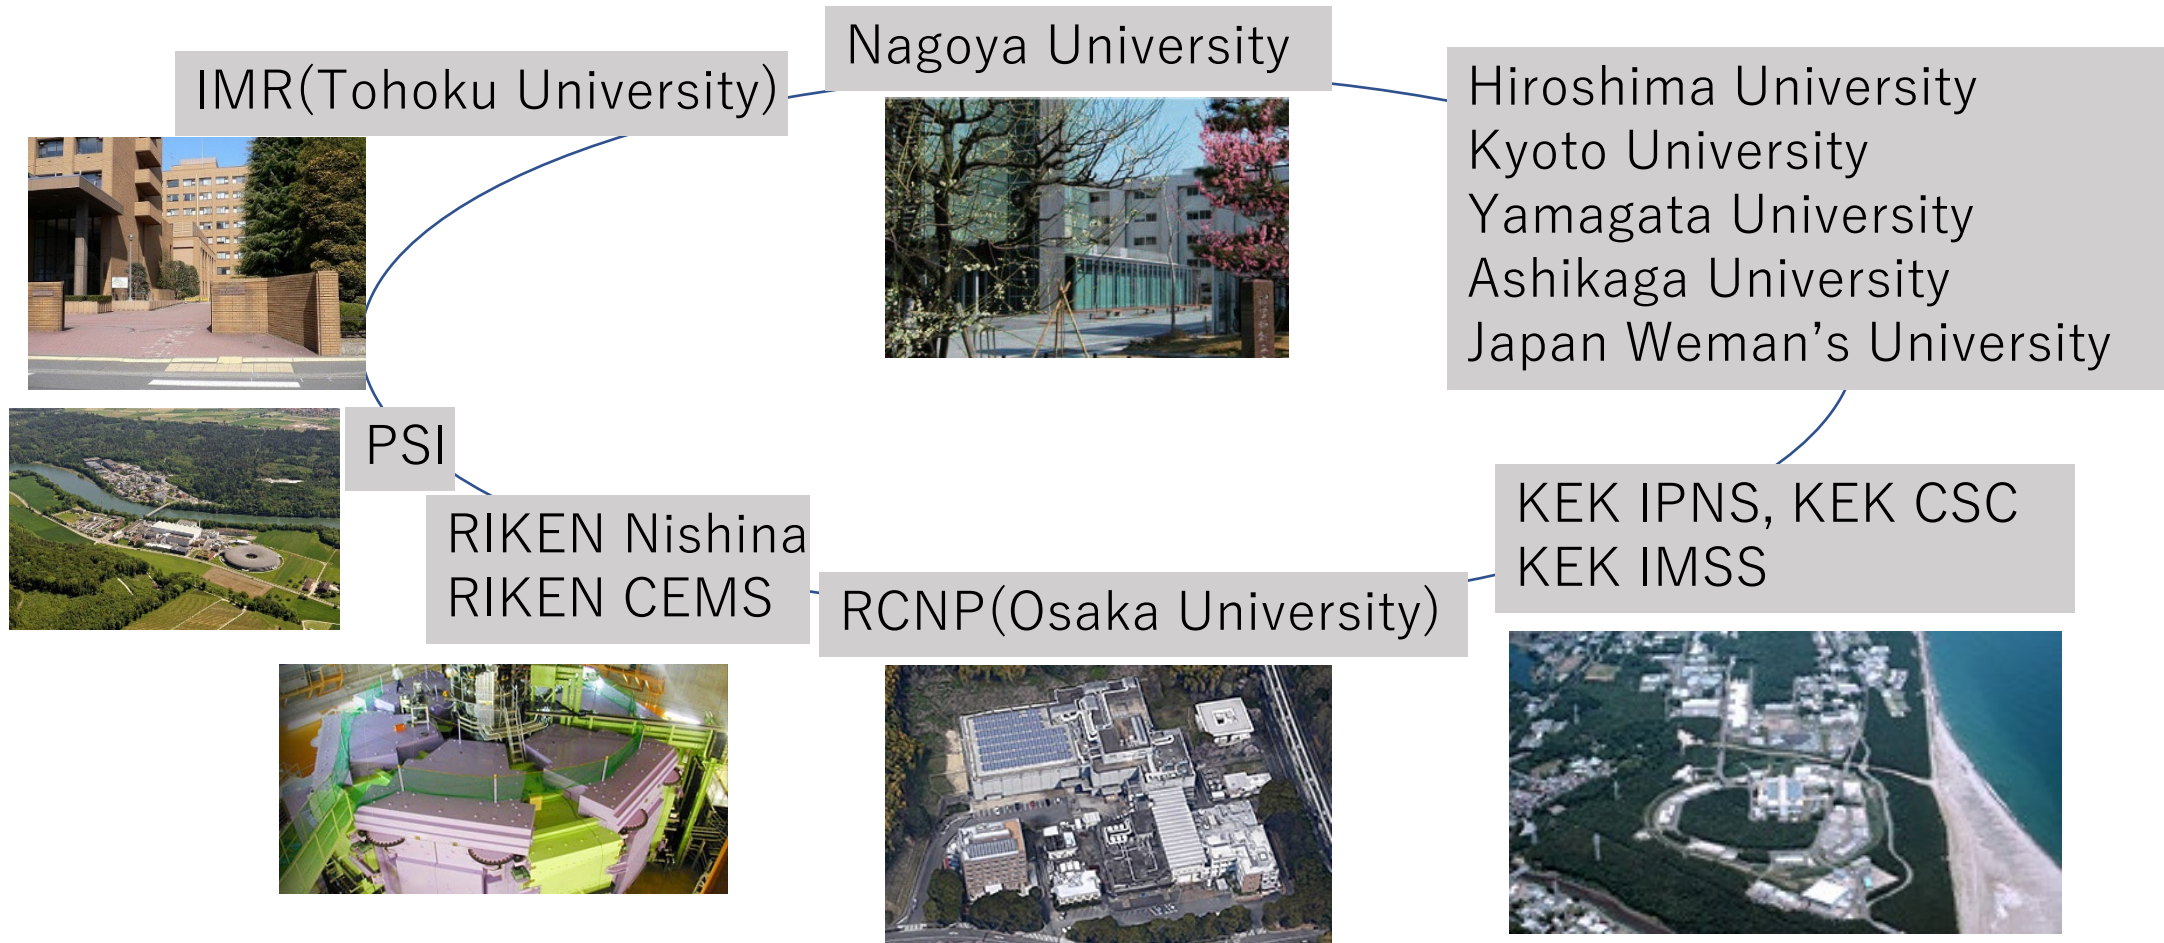 Nagoya University
IMR(Tohoku University)
Hiroshima University
Kyoto University
Yamagata University
Ashikaga University
Japan Weman's University
PSI
RIKEN Nishina
RIKEN CEMS
KEK IPNS, KEK CSC
KEK IMSS
RCNP(Osaka University)